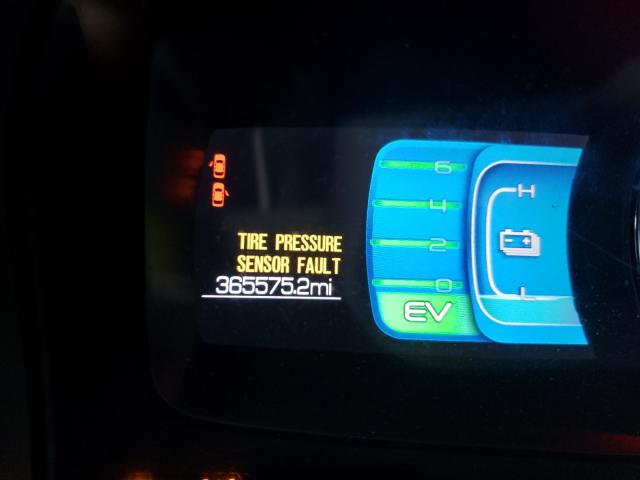 TIRE PRESSURE
SENSOR FAULT
365575.2mi
6
4
2
0
EV
H
L